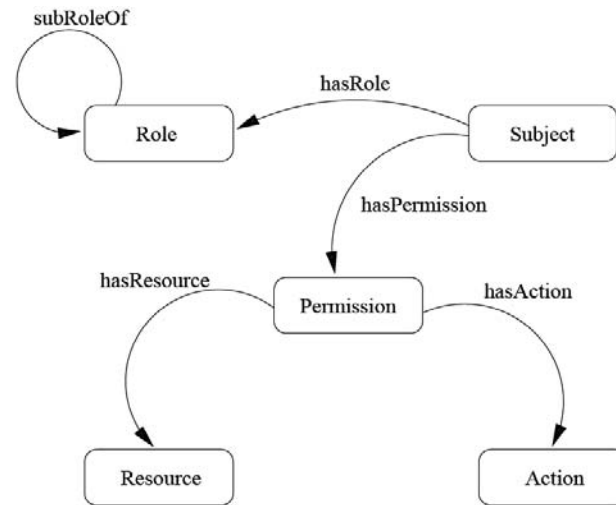 subRoleOf
hasRole
Role
Subject
hasPermission
hasResource
hasAction
Permission
Resource
Action